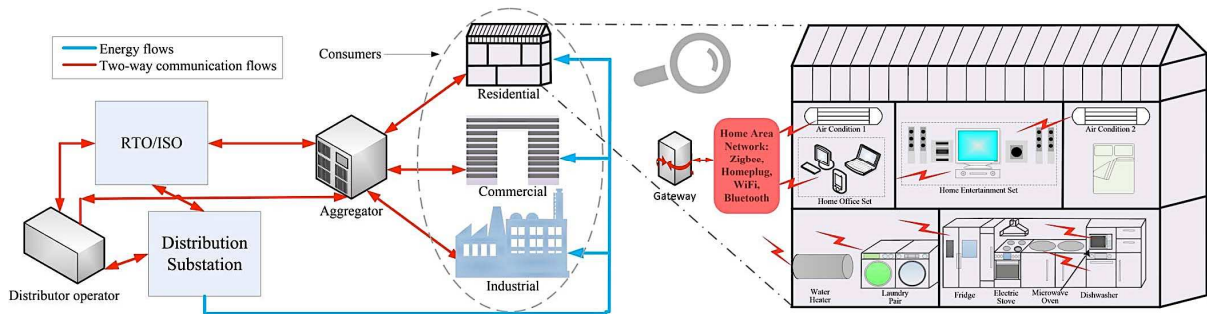 Energy flows
Two-way communication flows
Consumers
RTO/ISO
Distributor operator
Distribution
Substation
Aggregator
Residential
Commercial
Industrial
Gateway
Home Area
Network:
Zigbee,
Homeplug,
WiFi,
Bluetooth
Air Condition 1
Air Condition 2
Home Office Set
Home Entertainment Set
Water
Heater
Laundry
Pair
Fridge
Electric
Stove
Microwave
Oven
Dishwasher